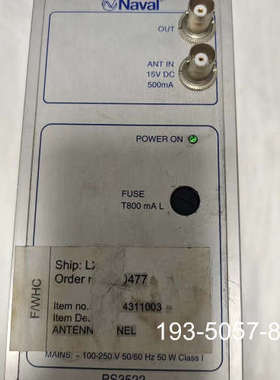 Naval
OUT
ANT IN
15V DC
500mA
POWER ON
FUSE
T800 mA L
F/WHC
Ship:
Order
0477
Item no.
4311003
Item De
ANTENN
NEL
193-5057-8
MAINS: ~ 100-250 V 50/60 Hz 50 W Class I